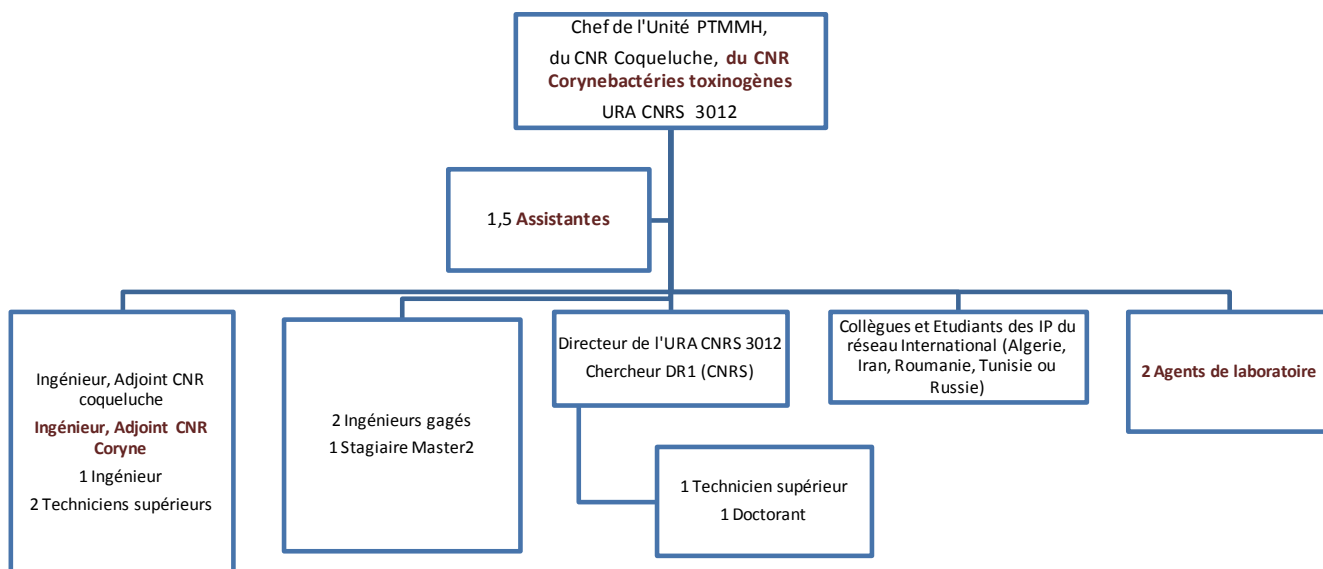 Chef de l'Unité PTMMH,
du CNR Coqueluche, du CNR
Corynebactéries toxinogènes
URA CNRS 3012
1,5 Assistantes
Ingénieur, Adjoint CNR
coqueluche
Ingénieur, Adjoint CNR
Coryne
1 Ingénieur
2 Techniciens supérieurs
2 Ingénieurs gagés
1 Stagiaire Master2
Directeur de l'URA CNRS 3012
Chercheur DR1 (CNRS)
1 Technicien supérieur
1 Doctorant
Collègues et Etudiants des IP du
réseau International (Algerie,
Iran, Roumanie, Tunisie ou
Russie)
2 Agents de laboratoire